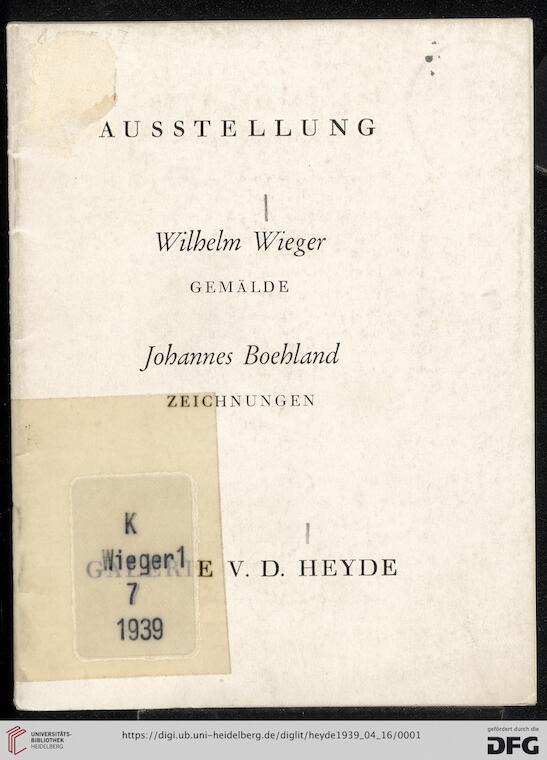 AUSSTELLUNG
Wilhelm Wieger
GEMÄLDE
Johannes Boehland
ZEICHNUNGEN
GALERIE V. D. HEYDE
K
Wieger1
7
1939
UNIVERSITÄTS-
BIBLIOTHEK
HEIDELBERG
https://digi.ub.uni-heidelberg.de/diglit/heyde1939_04_16/0001
gefördert durch die
DFG